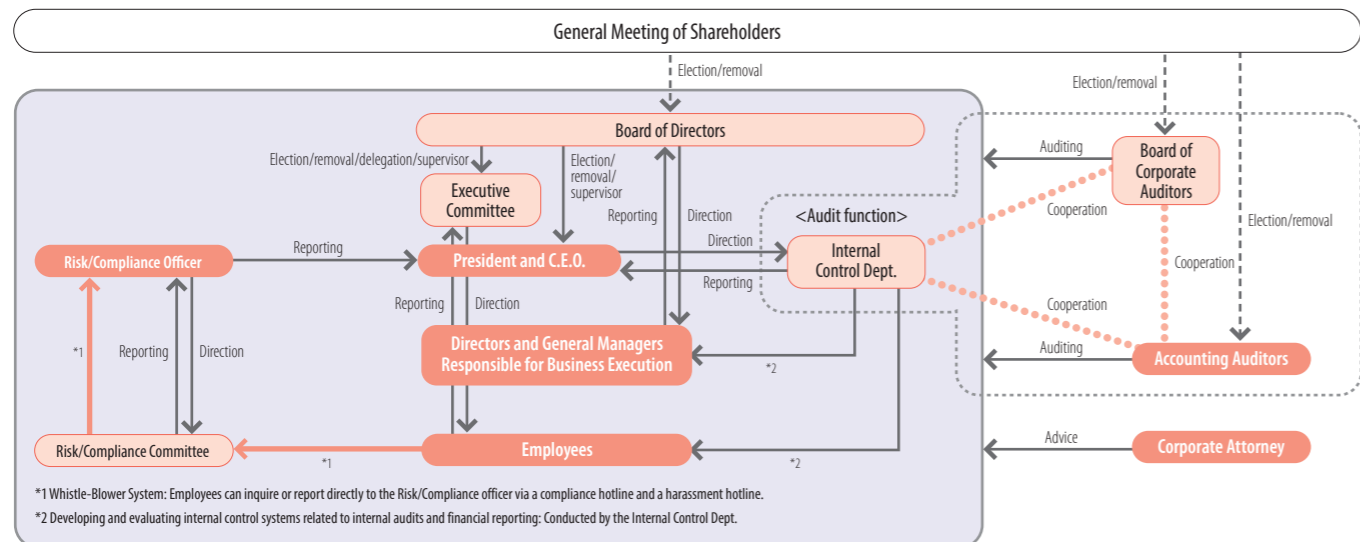 General Meeting of Shareholders
Election/removal
Election/removal
Board of Directors
Election/removal/delegation/supervisor
Election/
removal/
supervisor
Auditing
Board of
Corporate
Auditors
Executive
Committee
Reporting
Direction
<Audit function>
Cooperation
Election/removal
Reporting
Direction
Risk/Compliance Officer
President and C.E.O.
Internal
Control Dept.
Reporting
Cooperation
Reporting
Direction
Cooperation
*1
Reporting
Direction
Directors and General Managers
Responsible for Business Execution
*2
Auditing
Accounting Auditors
Risk/Compliance Committee
*1
Employees
*2
Advice
Corporate Attorney
*1 Whistle-Blower System: Employees can inquire or report directly to the Risk/Compliance officer via a compliance hotline and a harassment hotline.
*2 Developing and evaluating internal control systems related to internal audits and financial reporting: Conducted by the Internal Control Dept.